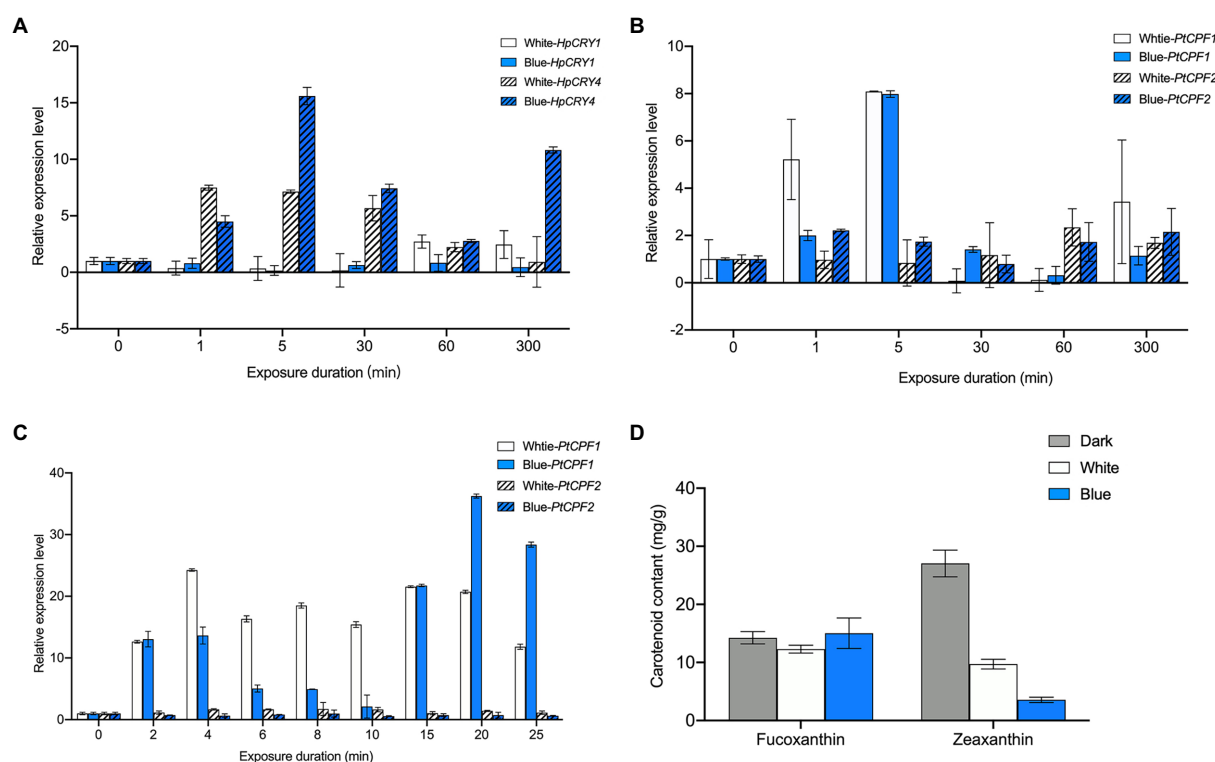 A
White-HpCRY1
Blue-HpCRY1
White-HpCRY4
Blue-HpCRY4
Relative expression level
20
15
10
5
0
-5
0 1 5 30 60 300
Exposure duration (min)
B
Whtie-PtCPF1
Blue-PtCPF1
White-PtCPF2
Blue-PtCPF2
Relative expression level
10
8
6
4
2
0
-2
0 1 5 30 60 300
Exposure duration (min)
C
Whtie-PtCPF1
Blue-PtCPF1
White-PtCPF2
Blue-PtCPF2
Relative expression level
40
30
20
10
0
0 2 4 6 8 10 15 20 25
Exposure duration (min)
D
Dark
White
Blue
Carotenoid contant (mg/g)
40
30
20
10
0
Fucoxanthin Zeaxanthin